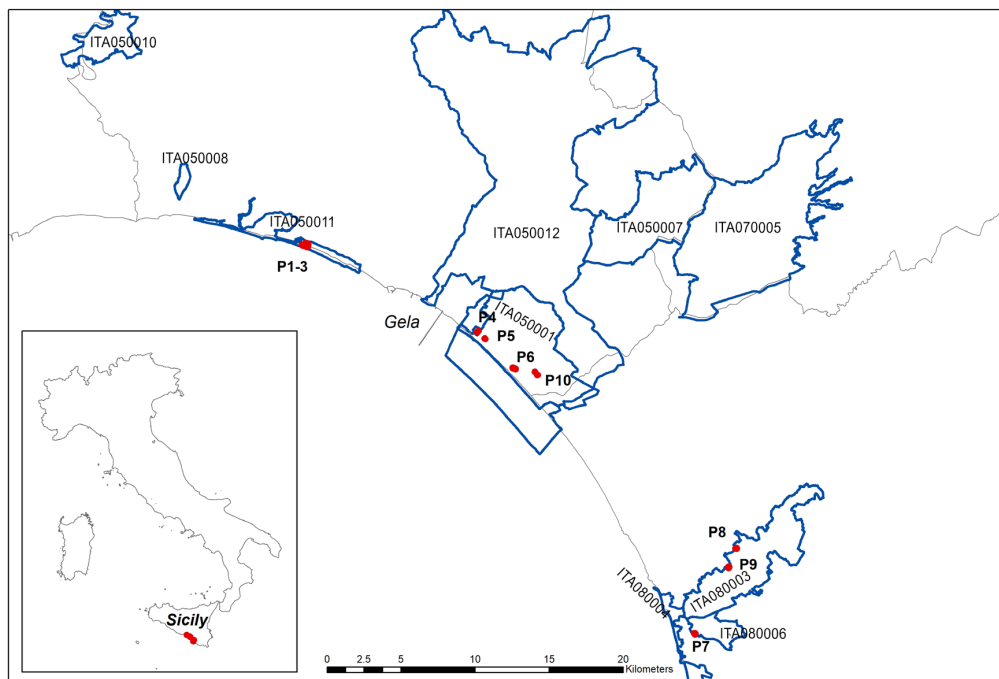 ITA050010
ITA050008
ITA050011
P1-3
ITA050012
ITA050007
ITA070005
Gela
P4
ITA050001
P5
P6
P10
P8
P9
ITA080003
ITA080004
ITA080006
P7
Sicily
0 2.5 5 10 15 20
Kilometers